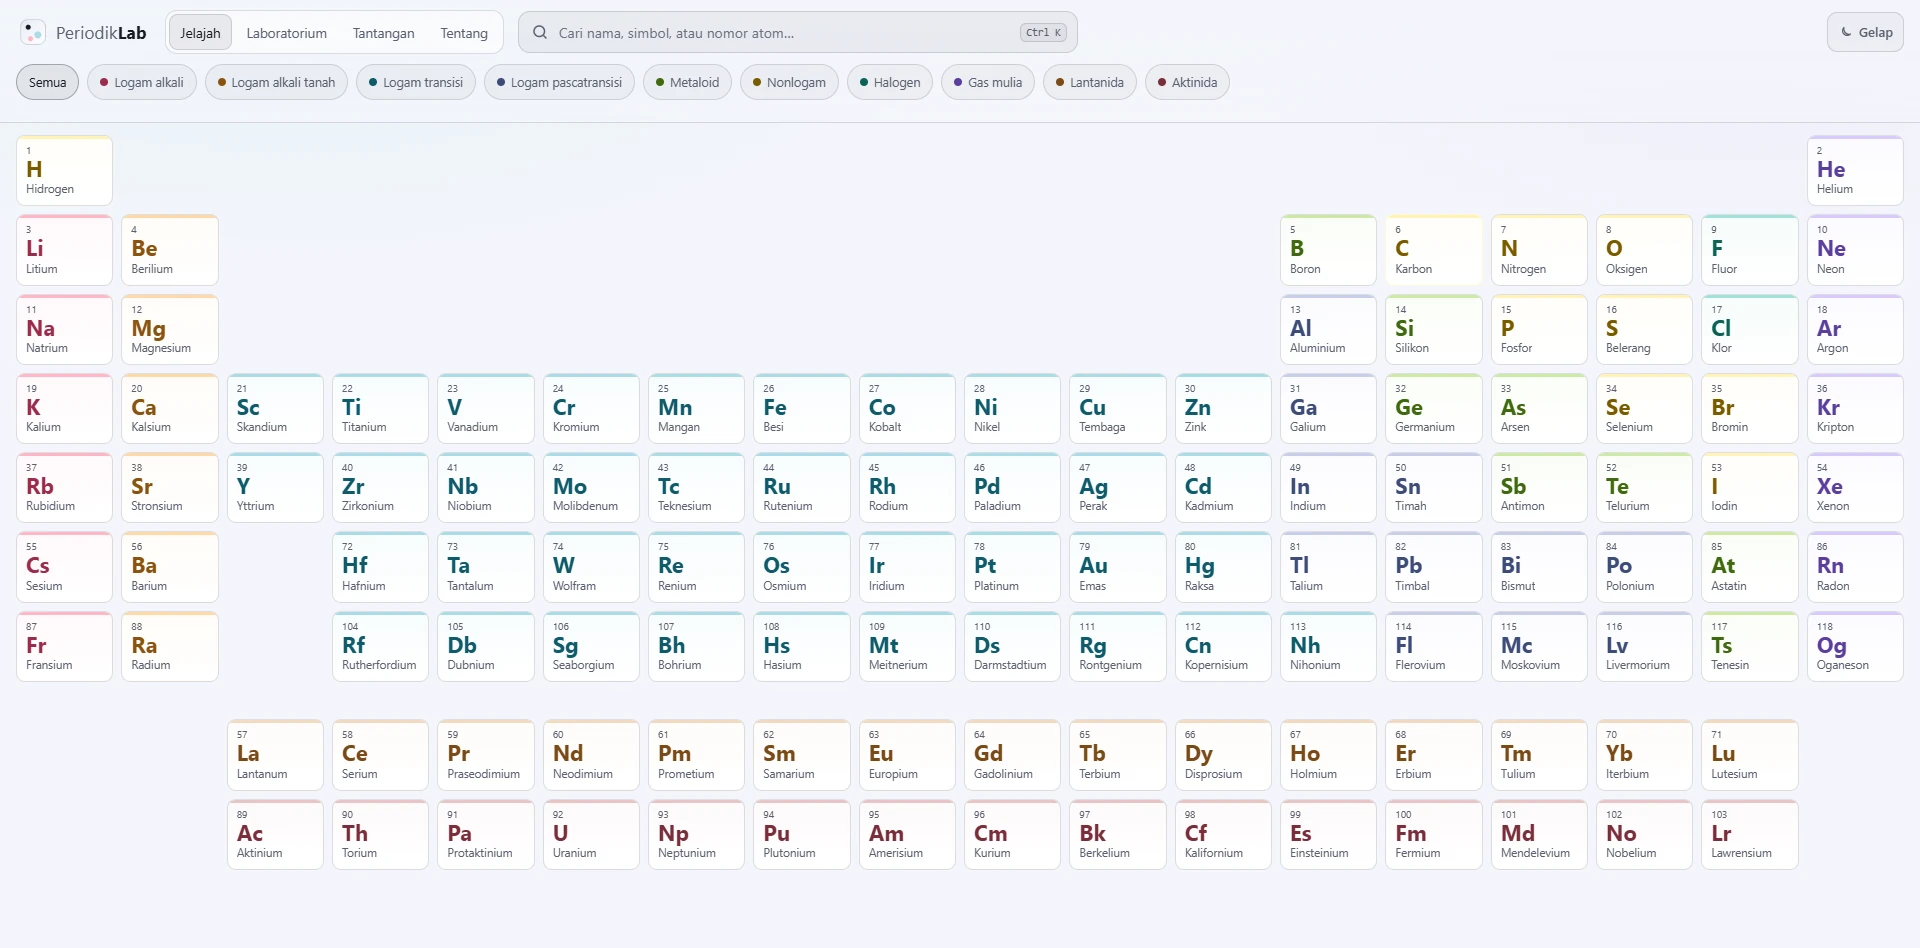 PeriodikLab Jelajah Laboratorium Tantangan Tentang Cari nama, simbol, atau nomor atom... Ctrl K Gelap
Semua Logam alkali Logam alkali tanah Logam transisi Logam pascatransisi Metaloid Nonlogam Halogen Gas mulia Lantanida Aktinida
1 2
H He
Hidrogen Helium
3 4 5 6 7 8 9 10
Li Be B C N O F Ne
Litium Berilium Boron Karbon Nitrogen Oksigen Fluor Neon
11 12 13 14 15 16 17 18
Na Mg Al Si P S Cl Ar
Natrium Magnesium Aluminium Silikon Fosfor Belerang Klor Argon
19 20 21 22 23 24 25 26 27 28 29 30 31 32 33 34 35 36
K Ca Sc Ti V Cr Mn Fe Co Ni Cu Zn Ga Ge As Se Br Kr
Kalium Kalsium Skandium Titanium Vanadium Kromium Mangan Besi Kobalt Nikel Tembaga Zink Galium Germanium Arsen Selenium Bromin Kripton
37 38 39 40 41 42 43 44 45 46 47 48 49 50 51 52 53 54
Rb Sr Y Zr Nb Mo Tc Ru Rh Pd Ag Cd In Sn Sb Te I Xe
Rubidium Stronsium Yttrium Zirkonium Niobium Molibdenum Teknesium Rutenium Rodium Paladium Perak Kadmium Indium Timah Antimon Telurium Iodin Xenon
55 56 72 73 74 75 76 77 78 79 80 81 82 83 84 85 86
Cs Ba Hf Ta W Re Os Ir Pt Au Hg Tl Pb Bi Po At Rn
Sesium Barium Hafnium Tantalum Wolfram Renium Osmium Iridium Platinum Emas Raksa Talium Timbal Bismut Polonium Astatin Radon
87 88 104 105 106 107 108 109 110 111 112 113 114 115 116 117 118
Fr Ra Rf Db Sg Bh Hs Mt Ds Rg Cn Nh Fl Mc Lv Ts Og
Fransium Radium Rutherfordium Dubnium Seaborgium Bohrium Hasium Meitnerium Darmstadtium Rontgenium Kopernisium Nihonium Flerovium Moskovium Livermorium Tenesin Oganeson
57 58 59 60 61 62 63 64 65 66 67 68 69 70 71
La Ce Pr Nd Pm Sm Eu Gd Tb Dy Ho Er Tm Yb Lu
Lantanum Serium Praseodimium Neodimium Prometium Samarium Europium Gadolinium Terbium Disprosium Holmium Erbium Tulium Iterbium Lutesium
89 90 91 92 93 94 95 96 97 98 99 100 101 102 103
Ac Th Pa U Np Pu Am Cm Bk Cf Es Fm Md No Lr
Aktinium Torium Protaktinium Uranium Neptunium Plutonium Amerisium Kurium Berkelium Kalifornium Einsteinium Fermium Mendelevium Nobelium Lawrensium